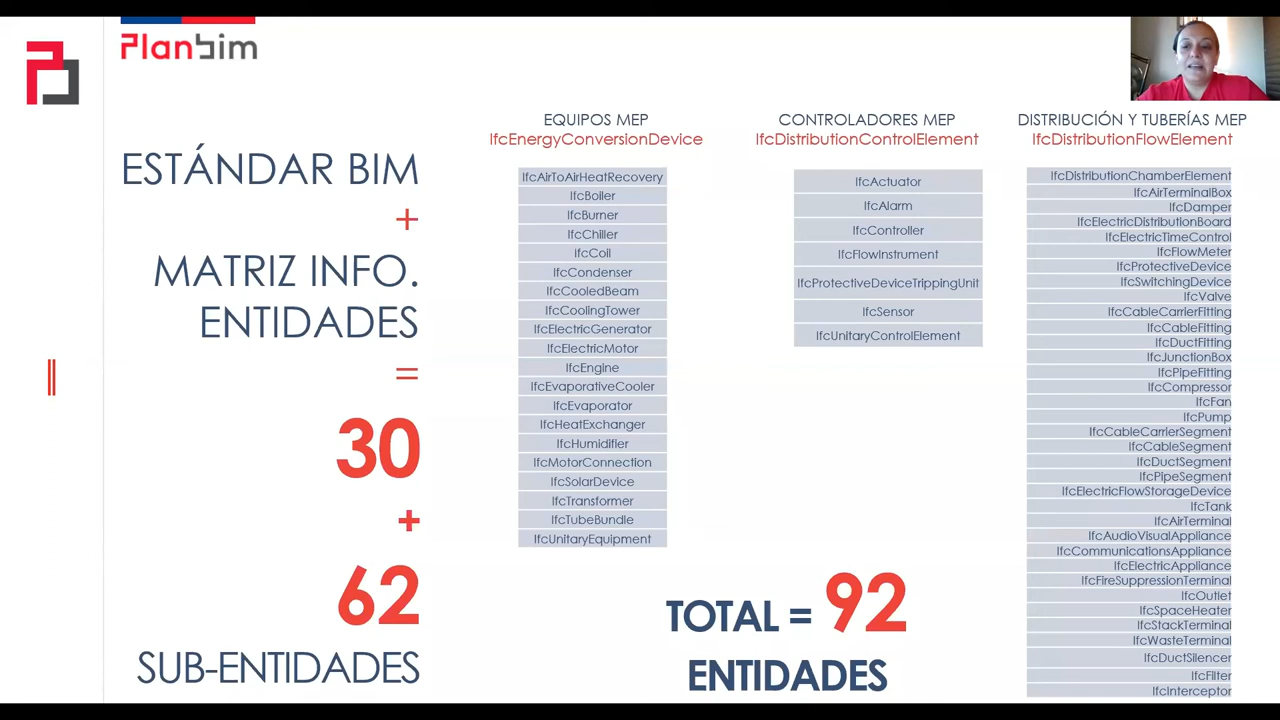 Planbim
ESTÁNDAR BIM
+
MATRIZ INFO.
ENTIDADES
=
30
+
62
SUB-ENTIDADES
EQUIPOS MEP
IfcEnergyConversionDevice
IfcAirToAirHeatRecovery
IfcBoiler
IfcBurner
IfcChiller
IfcCoil
IfcCondenser
IfcCooledBeam
IfcCoolingTower
IfcElectricGenerator
IfcElectricMotor
IfcEngine
IfcEvaporativeCooler
IfcEvaporator
IfcHeatExchanger
IfcHumidifier
IfcMotorConnection
IfcSolarDevice
IfcTransformer
IfcTubeBundle
IfcUnitaryEquipment
CONTROLADORES MEP
IfcDistributionControlElement
IfcActuator
IfcAlarm
IfcController
IfcFlowInstrument
IfcProtectiveDeviceTrippingUnit
IfcSensor
IfcUnitaryControlElement
DISTRIBUCIÓN Y TUBERÍAS MEP
IfcDistributionFlowElement
IfcDistributionChamberElement
IfcAirTerminalBox
IfcDamper
IfcElectricDistributionBoard
IfcElectricTimeControl
IfcFlowMeter
IfcProtectiveDevice
IfcSwitchingDevice
IfcValve
IfcCableCarrierFitting
IfcCableFitting
IfcDuctFitting
IfcJunctionBox
IfcPipeFitting
IfcCompressor
IfcFan
IfcPump
IfcCableCarrierSegment
IfcCableSegment
IfcDuctSegment
IfcPipeSegment
IfcElectricFlowStorageDevice
IfcTank
IfcAirTerminal
IfcAudioVisualAppliance
IfcCommunicationsAppliance
IfcElectricAppliance
IfcFireSuppressionTerminal
IfcOutlet
IfcSpaceHeater
IfcStackTerminal
IfcWasteTerminal
IfcDuctSilencer
IfcFilter
IfcInterceptor
TOTAL = 92
ENTIDADES